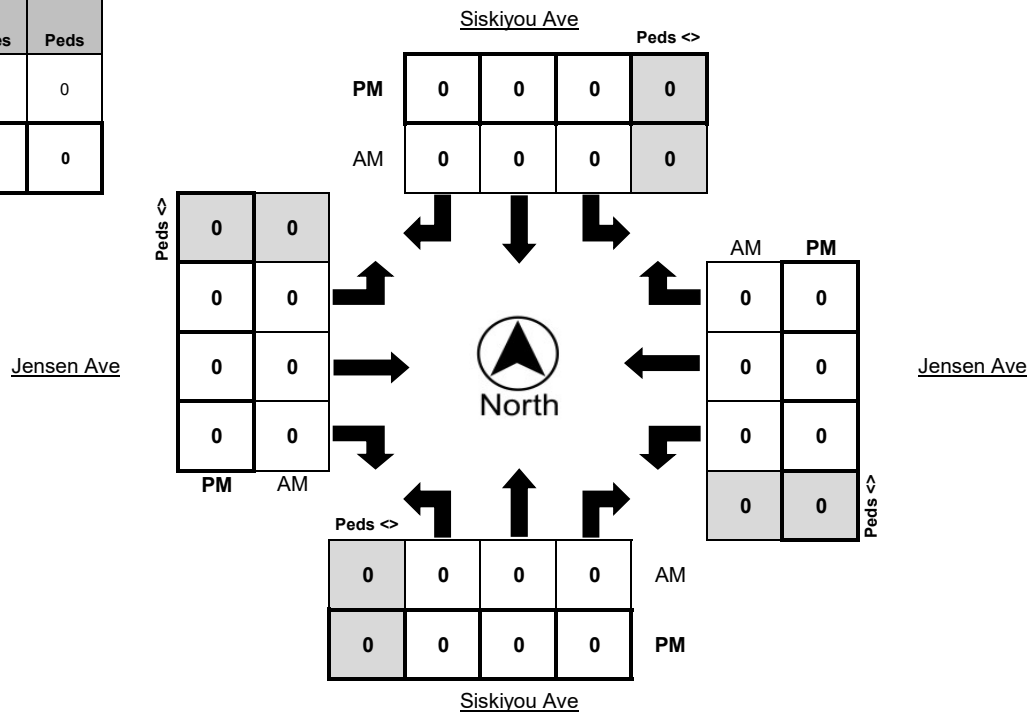 Siskiyou Ave
Peds <>
es Peds
PM 0 0 0 0
0
AM 0 0 0 0
0
Peds <>
0 0
AM PM
0 0
0 0
Jensen Ave
0 0
North
0 0
Jensen Ave
0 0
0 0
PM AM
0 0
Peds <>
Peds <>
0 0 0 0 AM
0 0 0 0 PM
Siskiyou Ave